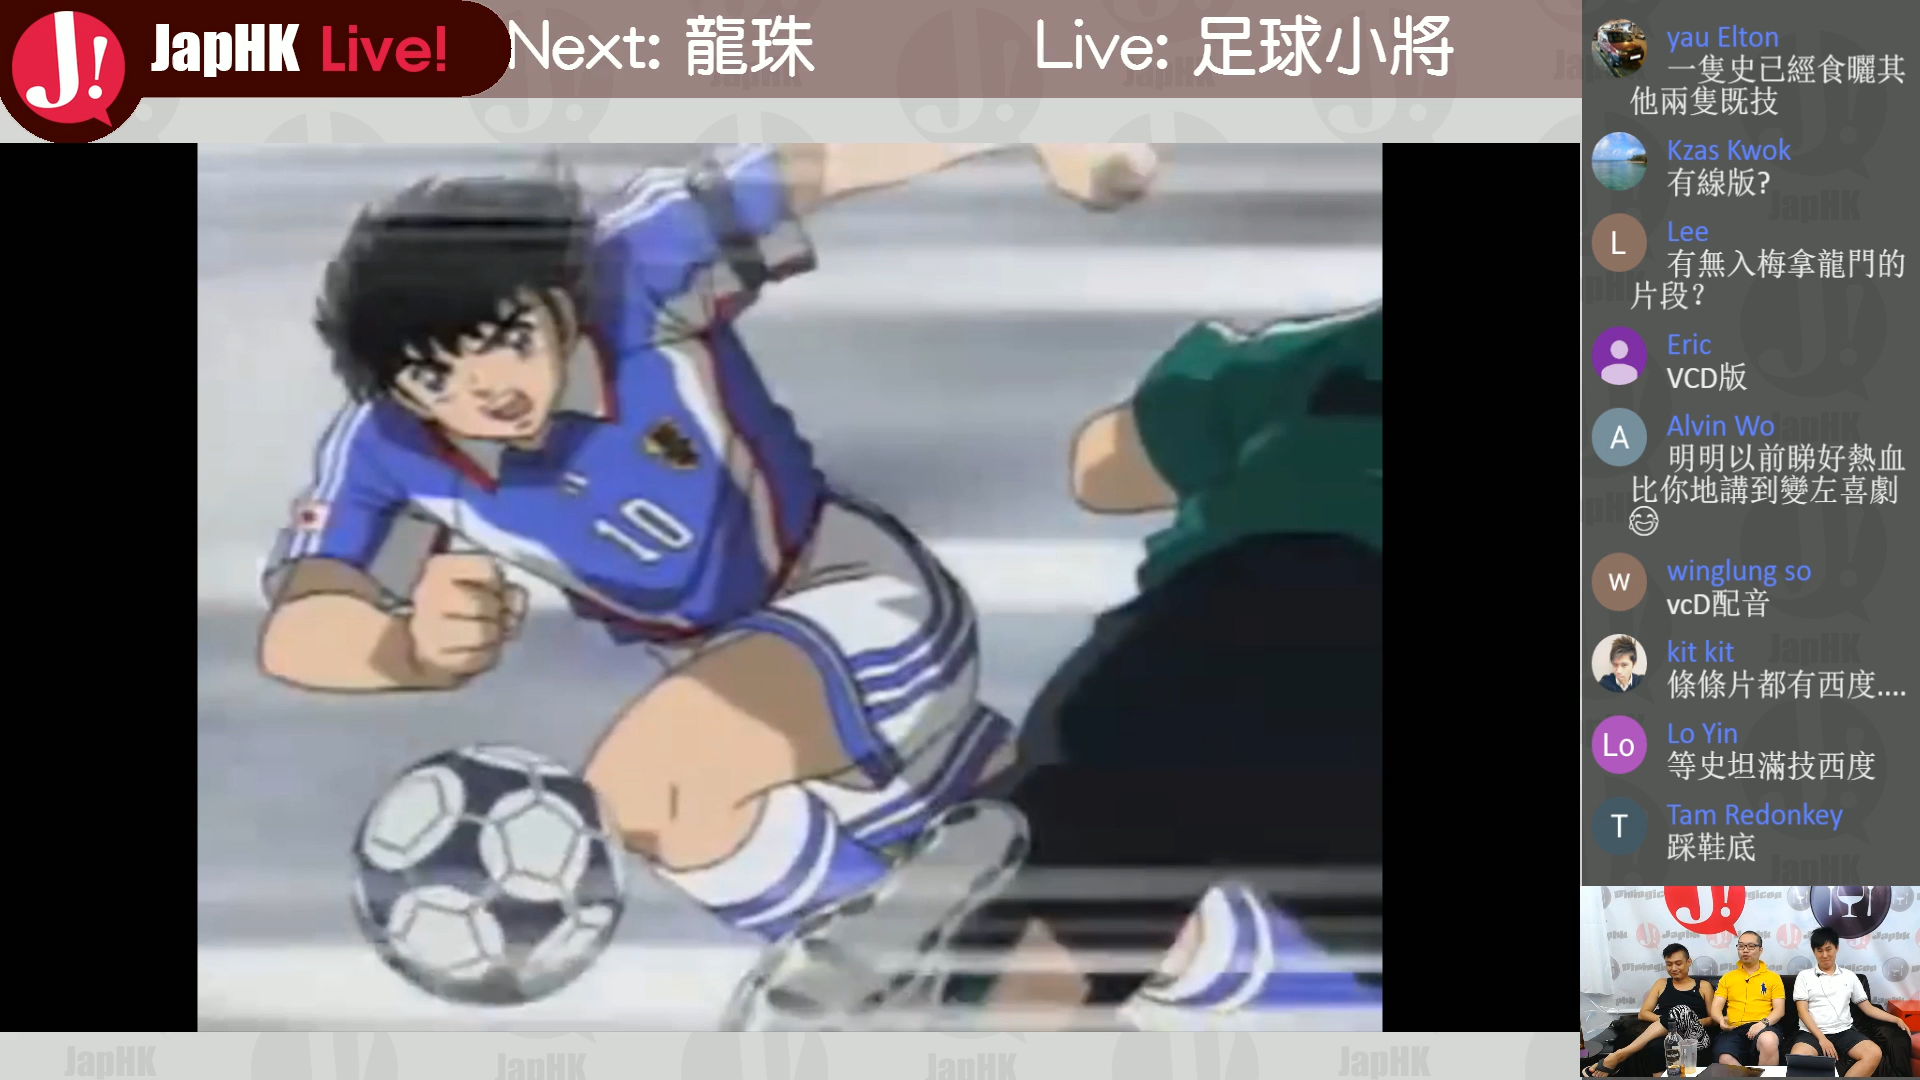 J! JapHK Live!
Next: 龍珠
Live: 足球小將
10
yau Elton
一隻史已經食曬其
他兩隻既技
Kzas Kwok
有線版?
L
Lee
有無入梅拿龍門的
片段?
Eric
VCD版
A
Alvin Wo
明明以前睇好熱血
比你地講到變左喜劇
😂
W
winglung so
vcD配音
kit kit
條條片都有西度....
Lo
Lo Yin
等史坦滿技西度
T
Tam Redonkey
踩鞋底
J!
JapHK
JapHK
JapHK